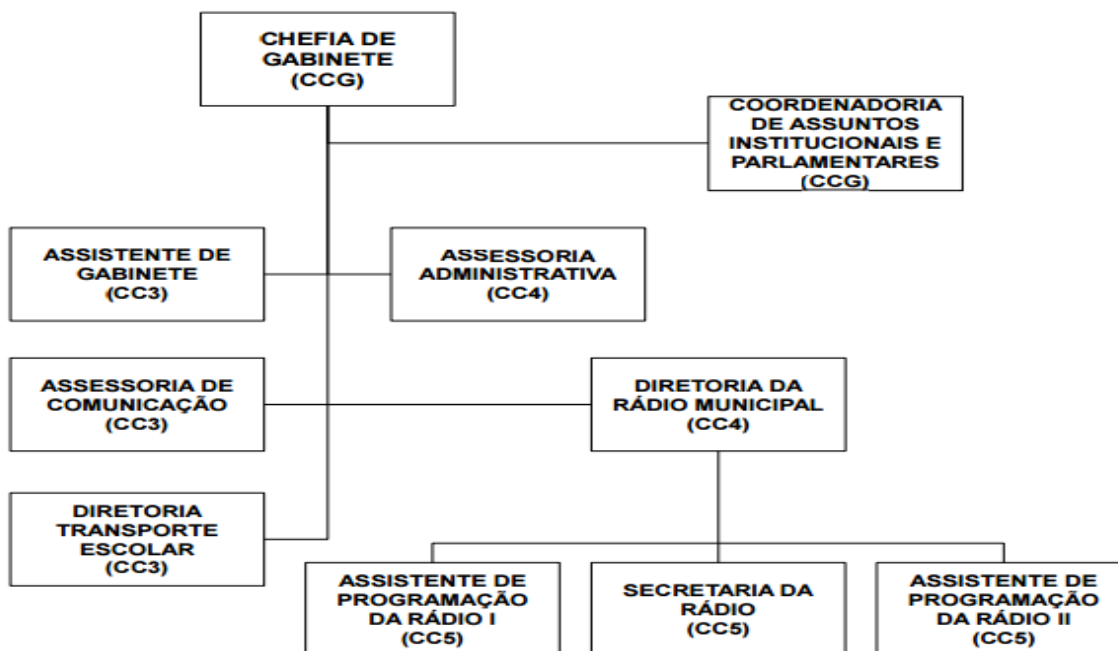 CHEFIA DE
GABINETE
(CCG)
COORDENADORIA
DE ASSUNTOS
INSTITUCIONAIS E
PARLAMENTARES
(CCG)
ASSISTENTE DE
GABINETE
(CC3)
ASSESSORIA
ADMINISTRATIVA
(CC4)
ASSESSORIA DE
COMUNICAÇÃO
(CC3)
DIRETORIA DA
RÁDIO MUNICIPAL
(CC4)
DIRETORIA
TRANSPORTE
ESCOLAR
(CC3)
ASSISTENTE DE
PROGRAMAÇÃO
DA RÁDIO I
(CC5)
SECRETARIA DA
RÁDIO
(CC5)
ASSISTENTE DE
PROGRAMAÇÃO
DA RÁDIO II
(CC5)